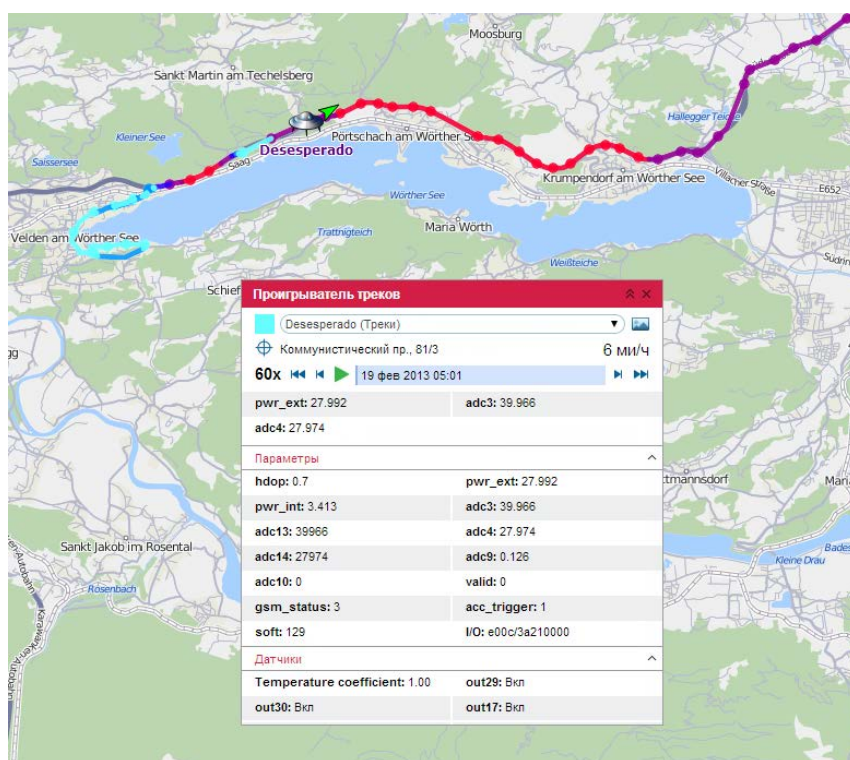 Moosburg
Sankt Martin am Techelsberg
Hallegger Teiche
Kleiner See
Pörtschach am Wörther See
Desesperado
Saissersee
Saag
Krumpendorf am Wörther See
Villacher Straße
E652
Wörther See
Velden am Wörther See
Trattnigteich
Maria Wörth
Weißteiche
Südrin
Schief
Проигрыватель треков
Desesperado (Треки)
Коммунистический пр., 81/3
6 ми/ч
60x
19 фев 2013 05:01
pwr_ext: 27.992 adc3: 39.966
adc4: 27.974
Параметры
hdop: 0.7 pwr_ext: 27.992
pwr_int: 3.413 adc3: 39.966
adc13: 39966 adc4: 27.974
adc14: 27974 adc9: 0.126
adc10: 0 valid: 0
gsm_status: 3 acc_trigger: 1
soft: 129 I/O: e00c/3a210000
Датчики
Temperature coefficient: 1.00 out29: Вкл
out30: Вкл out17: Вкл
gg
tmannsdorf
Mari
Sankt Jakob im Rosental
Rosenbach
Bades
Kleine Drau
en-Autobahn
Karawanken-Autobahn